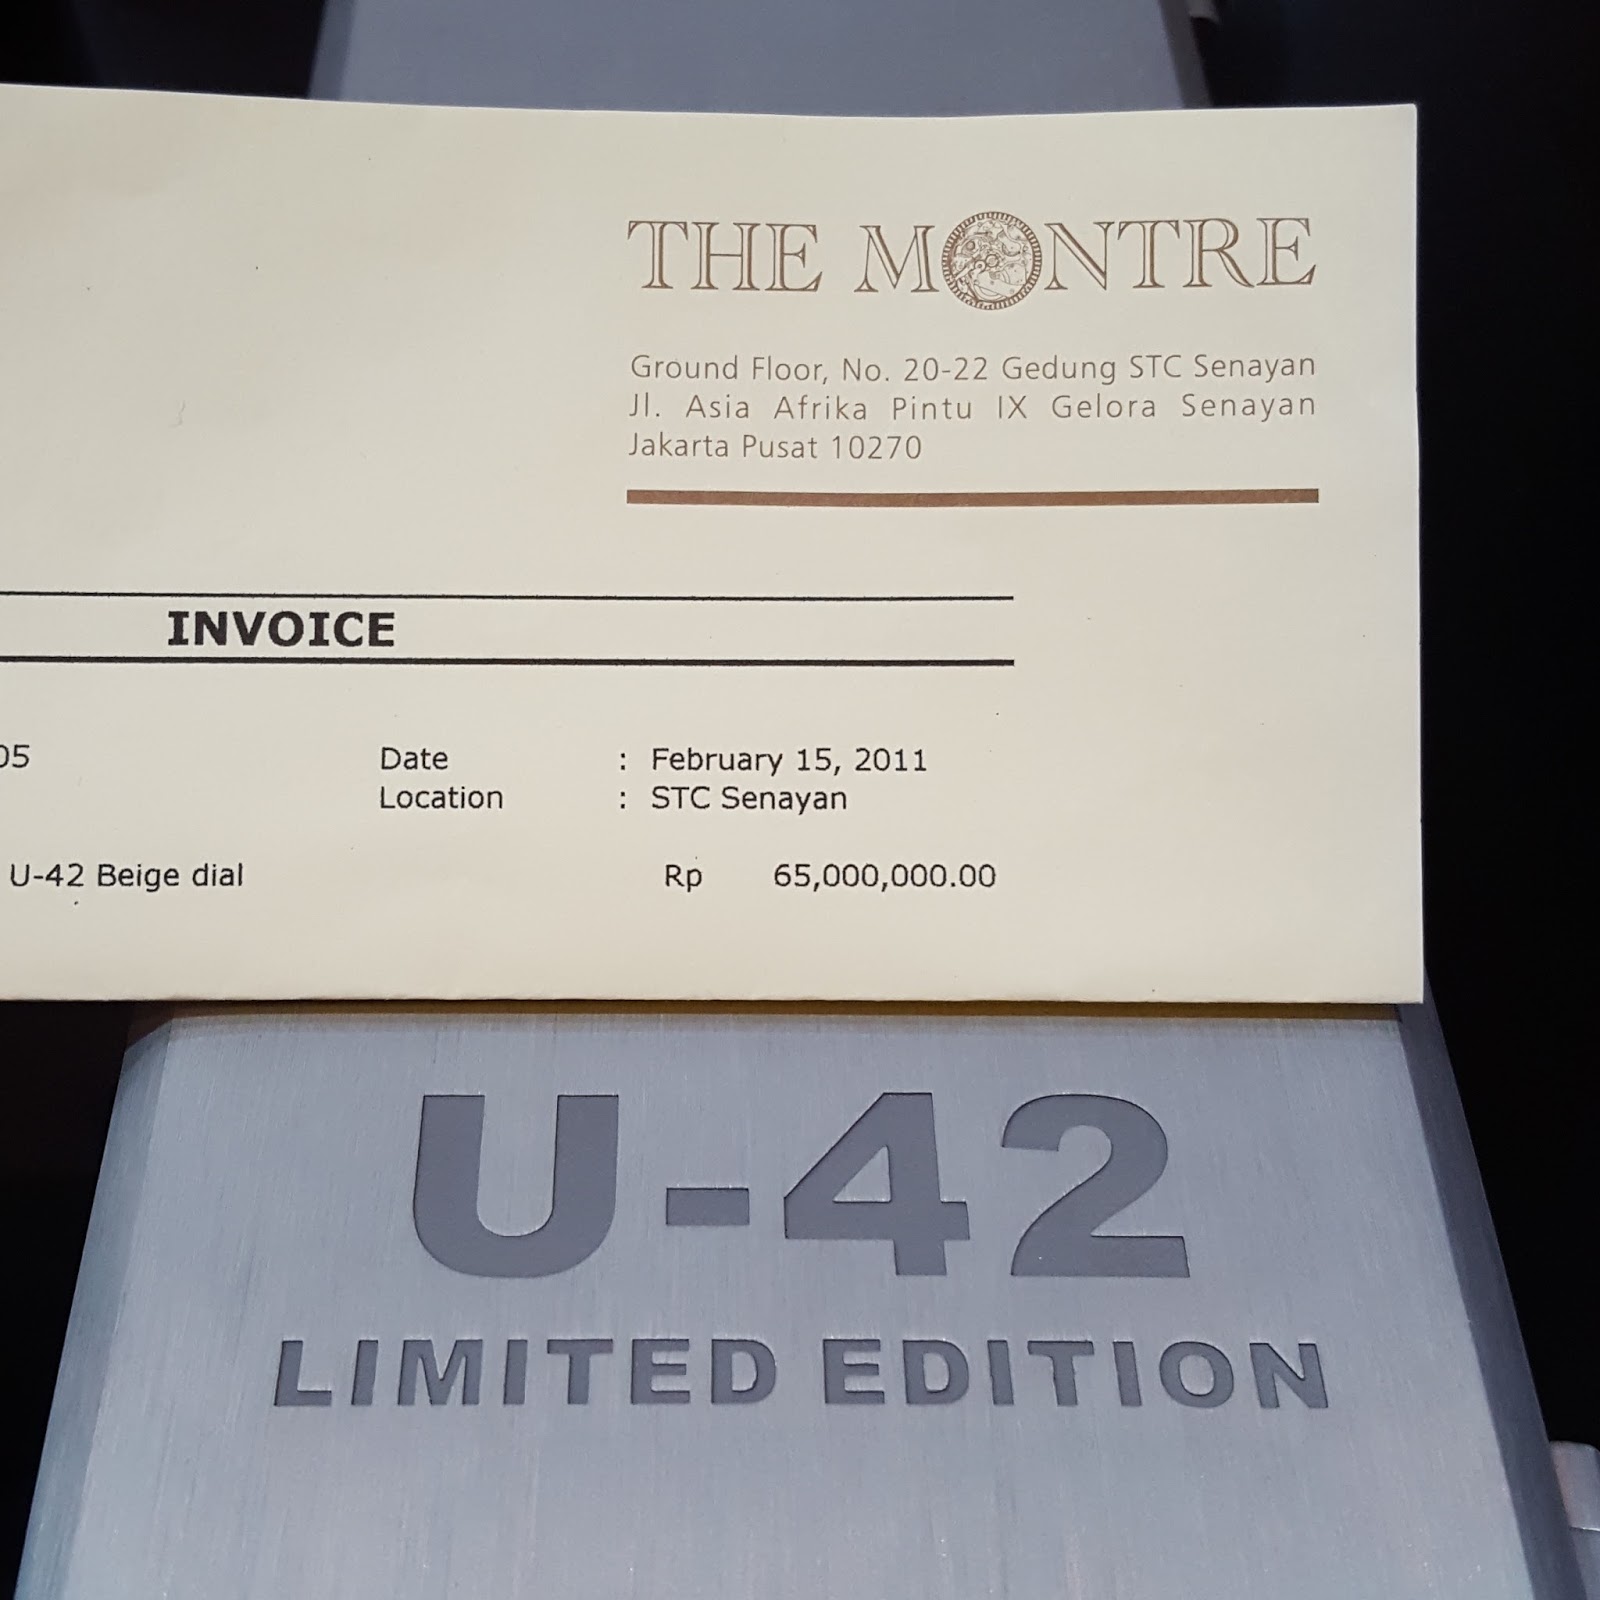 THE MONTRE
Ground Floor, No. 20-22 Gedung STC Senayan
Jl. Asia Afrika Pintu IX Gelora Senayan
Jakarta Pusat 10270
INVOICE
05 Date : February 15, 2011
Location : STC Senayan
U-42 Beige dial Rp 65,000,000.00
U-42
LIMITED EDITION